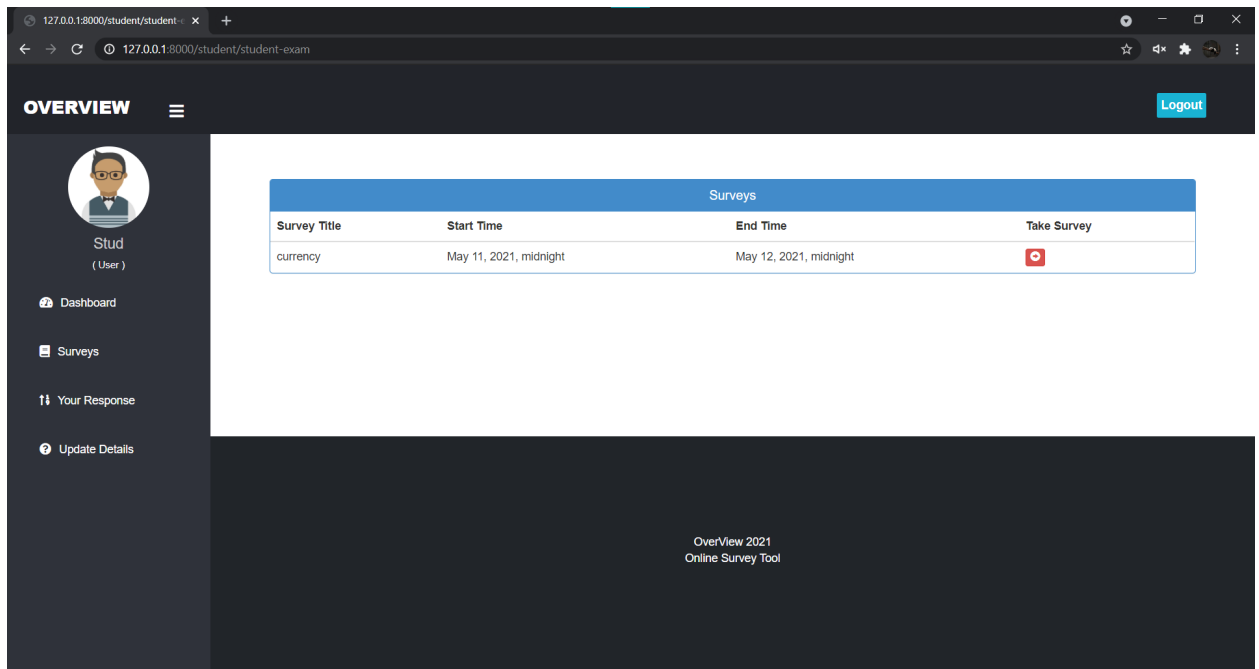 127.0.0.1:8000/student/student-e
127.0.0.1:8000/student/student-exam
OVERVIEW
Logout
Stud
( User )
Dashboard
Surveys
Your Response
Update Details
Surveys
Survey Title Start Time End Time Take Survey
currency May 11, 2021, midnight May 12, 2021, midnight
OverView 2021
Online Survey Tool